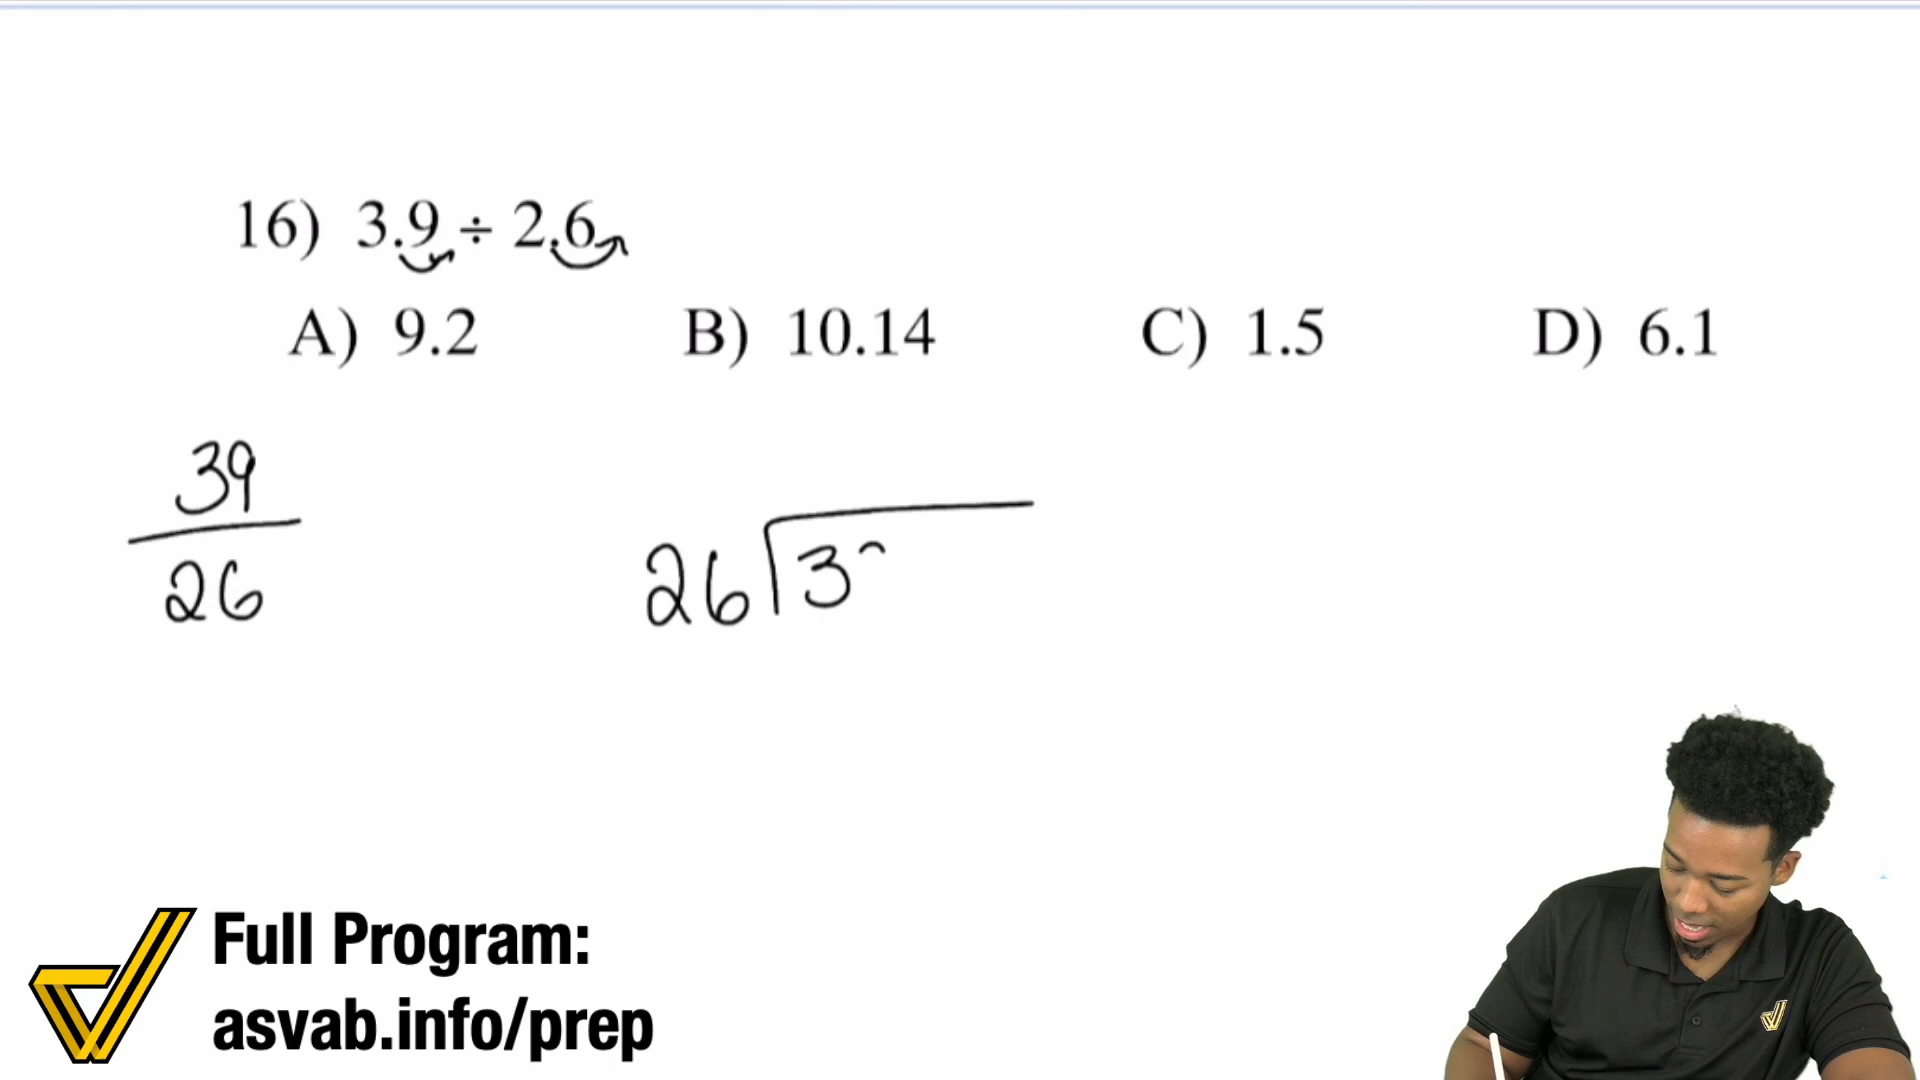 16) 3.9 ÷ 2.6
A) 9.2 B) 10.14 C) 1.5 D) 6.1
39
26
26 3
Full Program:
asvab.info/prep